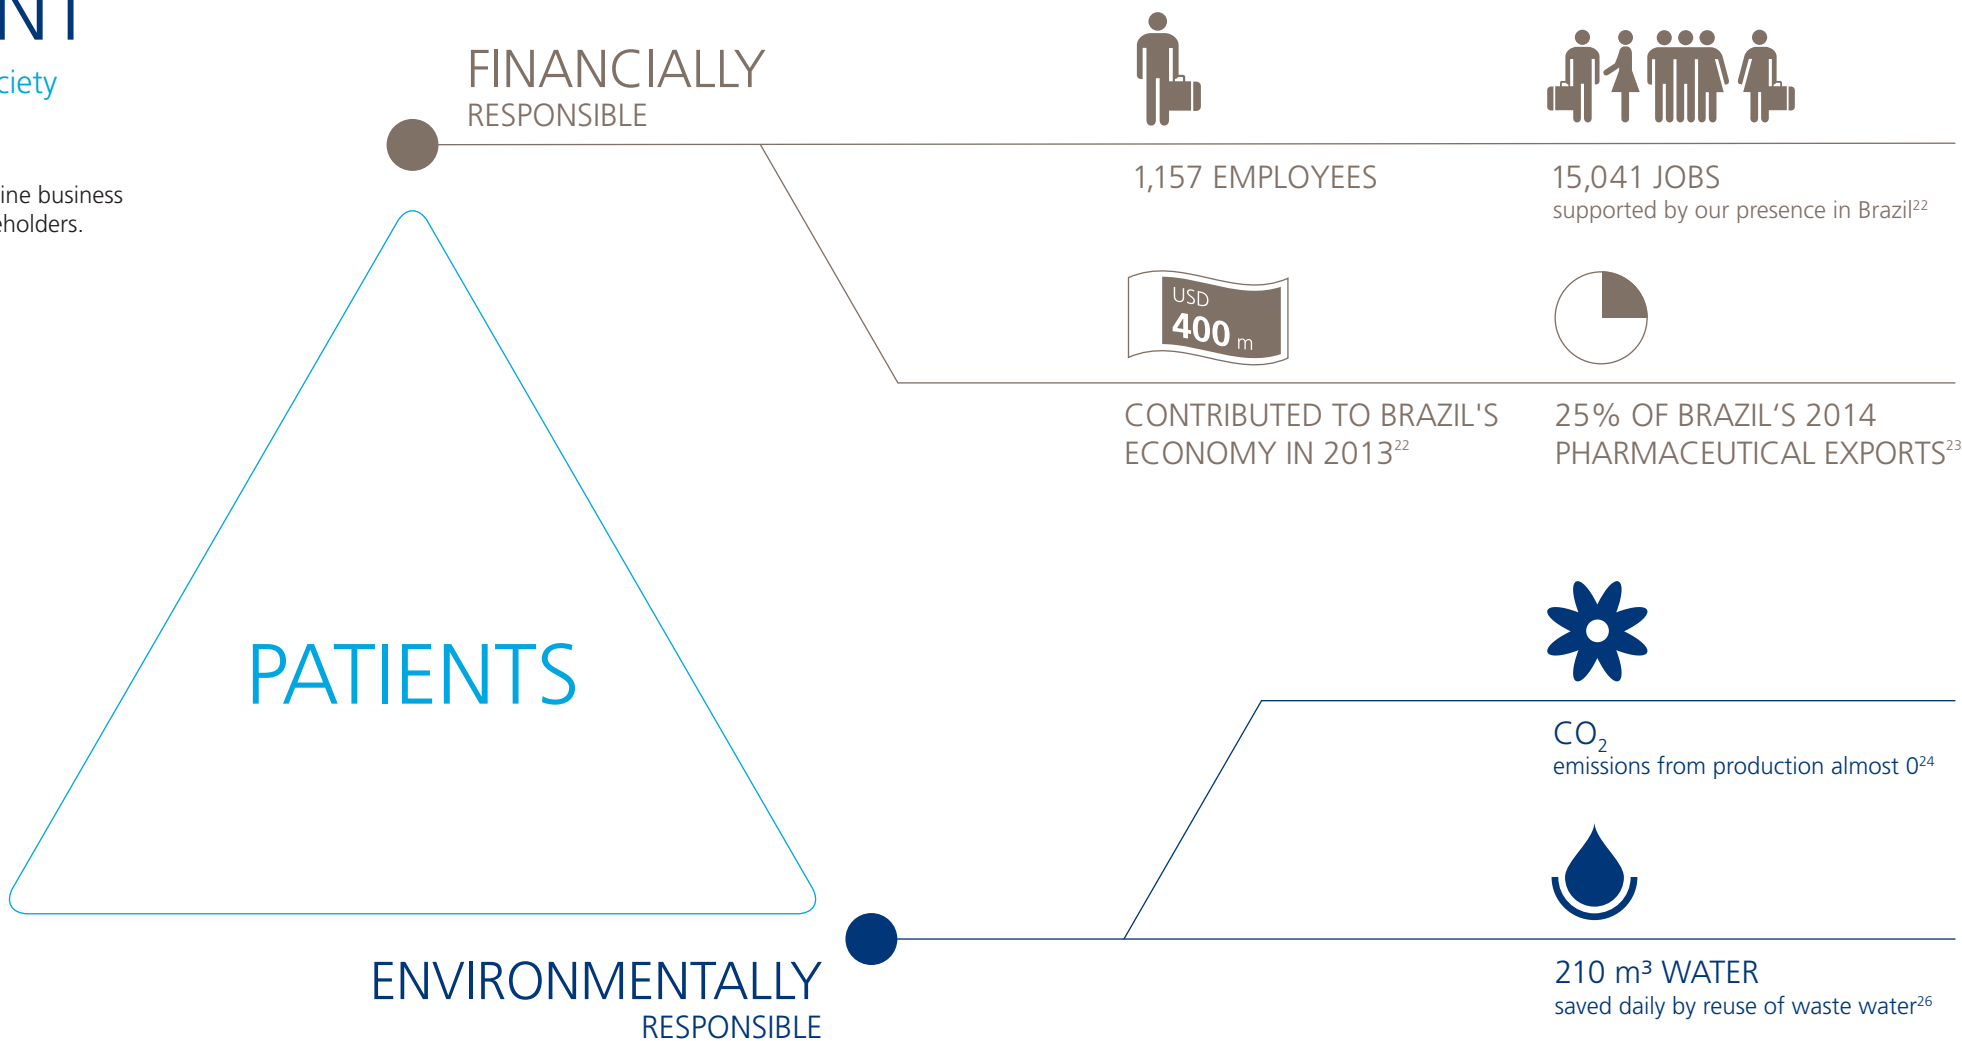 ciety
ine business
eholders.
FINANCIALLY
RESPONSIBLE
1,157 EMPLOYEES
15,041 JOBS
supported by our presence in Brazil²²
USD
400 m
CONTRIBUTED TO BRAZIL'S
ECONOMY IN 2013²²
25% OF BRAZIL‘S 2014
PHARMACEUTICAL EXPORTS²³
PATIENTS
CO₂
emissions from production almost 0²⁴
210 m³ WATER
saved daily by reuse of waste water²⁶
ENVIRONMENTALLY
RESPONSIBLE